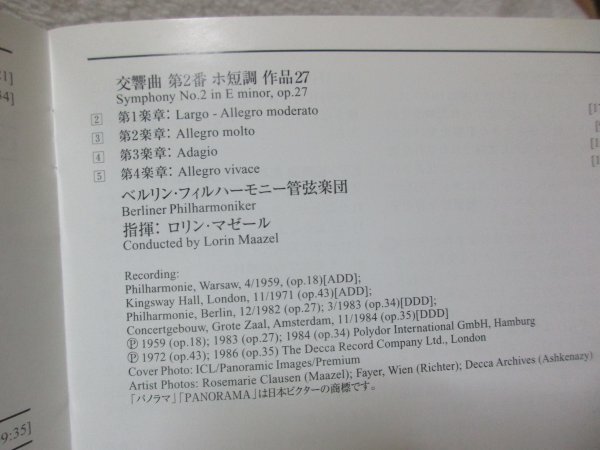 21]
34]
交響曲 第2番 ホ短調 作品27
Symphony No.2 in E minor, op.27
2 第1楽章: Largo - Allegro moderato [1
3 第2楽章: Allegro molto
4 第3楽章: Adagio [1
5 第4楽章: Allegro vivace [1
ベルリン・フィルハーモニー管弦楽団
Berliner Philharmoniker
指揮: ロリン・マゼール
Conducted by Lorin Maazel
Recording:
Philharmonie, Warsaw, 4/1959, (op.18)[ADD];
Kingsway Hall, London, 11/1971 (op.43)[ADD];
Philharmonie, Berlin, 12/1982 (op.27); 3/1983 (op.34)[DDD];
Concertgebouw, Grote Zaal, Amsterdam, 11/1984 (op.35)[DDD]
Ⓟ 1959 (op.18); 1983 (op.27); 1984 (op.34) Polydor International GmbH, Hamburg
Ⓟ 1972 (op.43); 1986 (op.35) The Decca Record Company Ltd., London
Cover Photo: ICL/Panoramic Images/Premium
Artist Photos: Rosemarie Clausen (Maazel); Fayer, Wien (Richter); Decca Archives (Ashkenazy)
「パノラマ」「PANORAMA」は日本ビクターの商標です。
9:35]